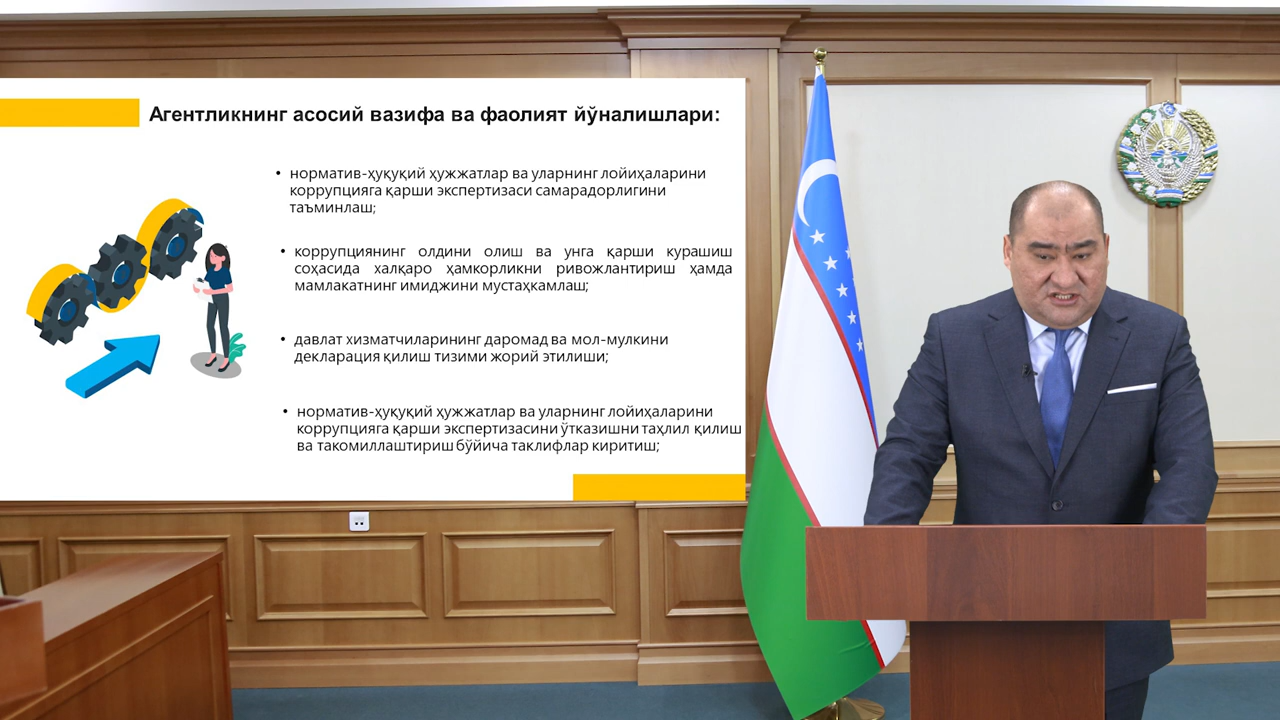 Агентликнинг асосий вазифа ва фаолият йўналишлари:
• норматив-ҳуқуқий ҳужжатлар ва уларнинг лойиҳаларини
коррупцияга қарши экспертизаси самарадорлигини
таъминлаш;
• коррупциянинг олдини олиш ва унга қарши курашиш
соҳасида халқаро ҳамкорликни ривожлантириш ҳамда
мамлакатнинг имиджини мустаҳкамлаш;
• давлат хизматчиларининг даромад ва мол-мулкини
декларация қилиш тизими жорий этилиши;
• норматив-ҳуқуқий ҳужжатлар ва уларнинг лойиҳаларини
коррупцияга қарши экспертизасини ўтказишни таҳлил қилиш
ва такомиллаштириш бўйича таклифлар киритиш;